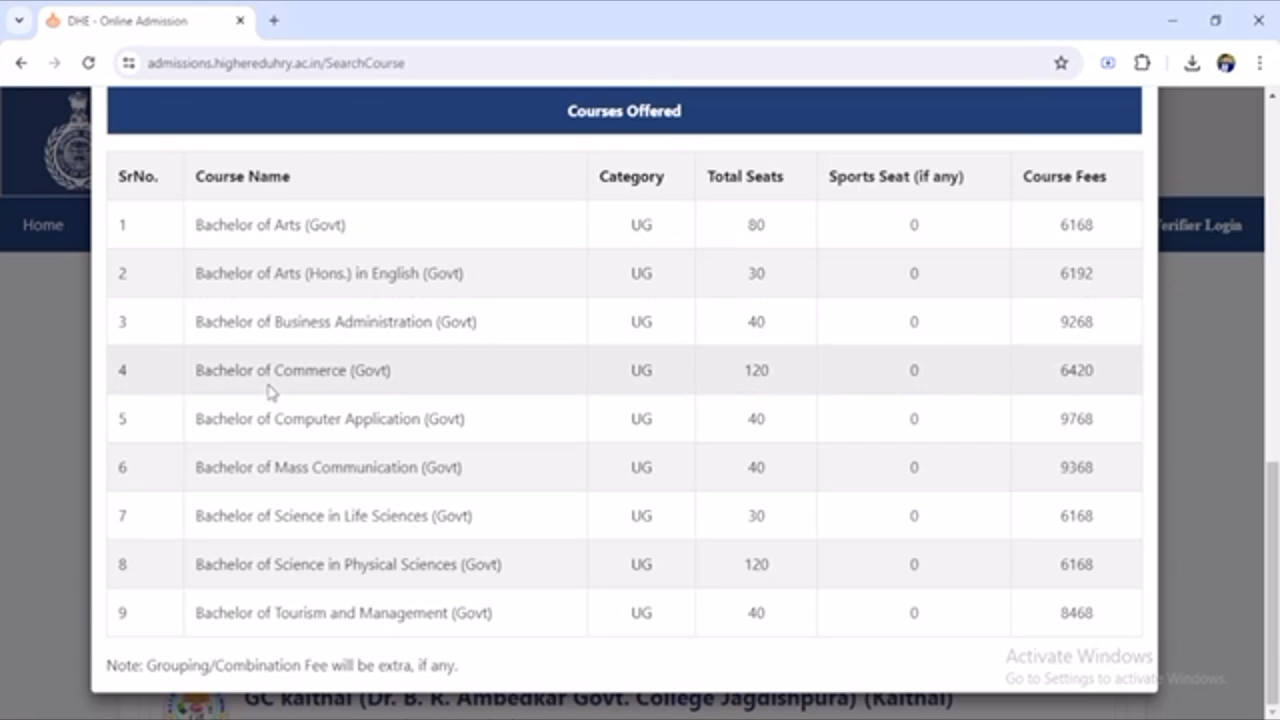 DHE - Online Admission
admissions.highereduhry.ac.in/SearchCourse
Home
Verifier Login
Courses Offered
SrNo. Course Name Category Total Seats Sports Seat (if any) Course Fees
1 Bachelor of Arts (Govt) UG 80 0 6168
2 Bachelor of Arts (Hons.) in English (Govt) UG 30 0 6192
3 Bachelor of Business Administration (Govt) UG 40 0 9268
4 Bachelor of Commerce (Govt) UG 120 0 6420
5 Bachelor of Computer Application (Govt) UG 40 0 9768
6 Bachelor of Mass Communication (Govt) UG 40 0 9368
7 Bachelor of Science in Life Sciences (Govt) UG 30 0 6168
8 Bachelor of Science in Physical Sciences (Govt) UG 120 0 6168
9 Bachelor of Tourism and Management (Govt) UG 40 0 8468
Note: Grouping/Combination Fee will be extra, if any.
Activate Windows
Go to Settings to activate Windows.
GC kaithal (Dr. B. R. Ambedkar Govt. College Jagdishpura) (Kaithal)